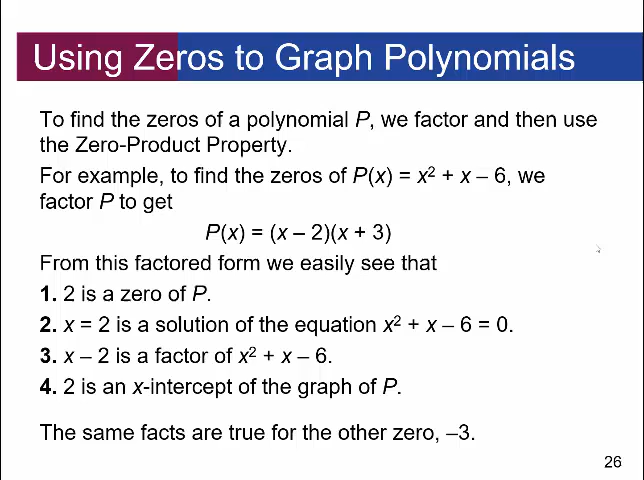 Using Zeros to Graph Polynomials
To find the zeros of a polynomial P, we factor and then use
the Zero-Product Property.
For example, to find the zeros of P(x) = x² + x – 6, we
factor P to get
P(x) = (x – 2)(x + 3)
From this factored form we easily see that
1. 2 is a zero of P.
2. x = 2 is a solution of the equation x² + x – 6 = 0.
3. x – 2 is a factor of x² + x – 6.
4. 2 is an x-intercept of the graph of P.
The same facts are true for the other zero, –3.
26